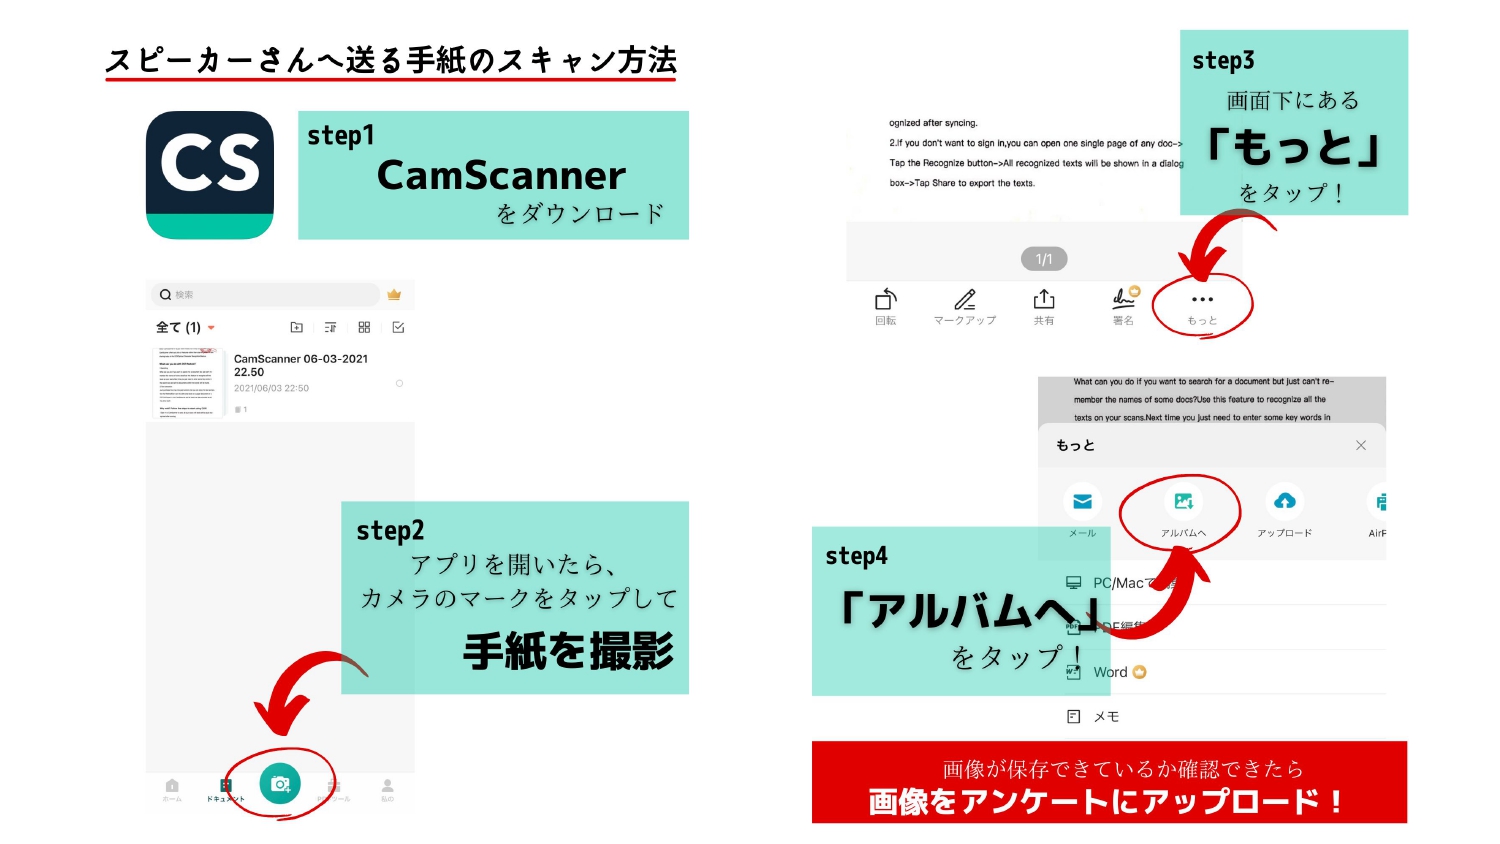 スピーカーさんへ送る手紙のスキャン方法
CS
step1
CamScanner
をダウンロード
検索
全て (1)
CamScanner 06-03-2021
22.50
2021/06/03 22:50
1
step2
アプリを開いたら、
カメラのマークをタップして
手紙を撮影
ホーム
ドキュメント
私の
step3
画面下にある
「もっと」
をタップ！
ognized after syncing.
2.If you don't want to sign in,you can open one single page of any doc->
Tap the Recognize button->All recognized texts will be shown in a dialog
box->Tap Share to export the texts.
1/1
回転
マークアップ
共有
署名
もっと
What can you do if you want to search for a document but just can't re-
member the names of some docs?Use this feature to recognize all the
texts on your scans.Next time you just need to enter some key words in
もっと
メール
アルバムへ
アップロード
AirP
step4
「アルバムへ」
をタップ！
PC/Macで
PDF編集
Word
メモ
画像が保存できているか確認できたら
画像をアンケートにアップロード！